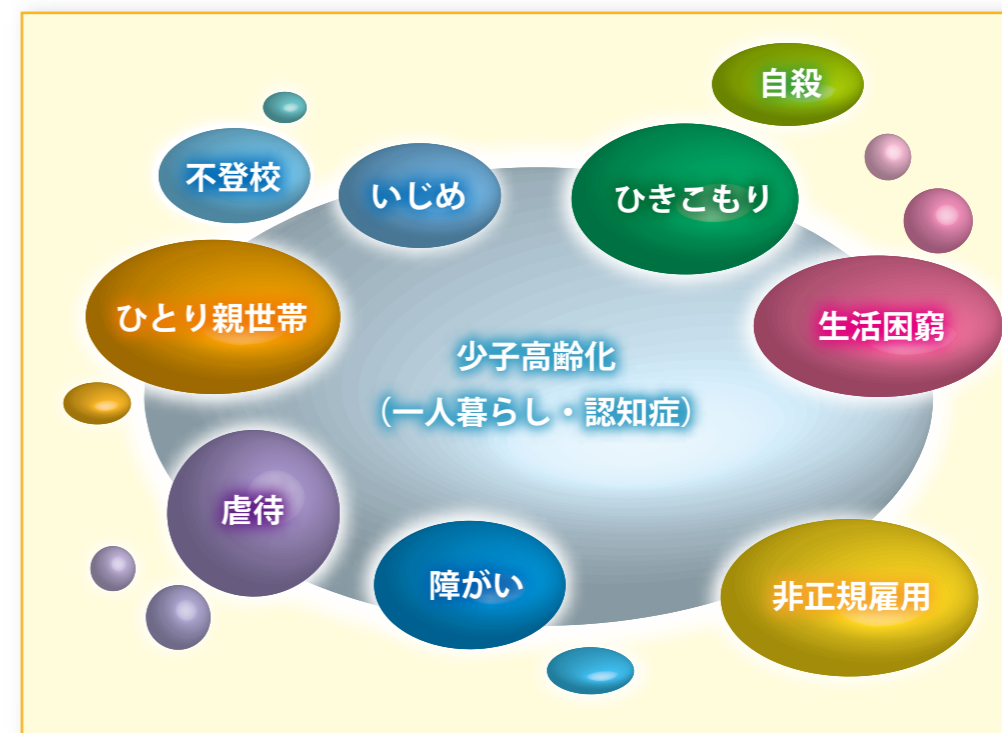 自殺
不登校
いじめ
ひきこもり
ひとり親世帯
生活困窮
少子高齢化
（一人暮らし・認知症）
虐待
障がい
非正規雇用